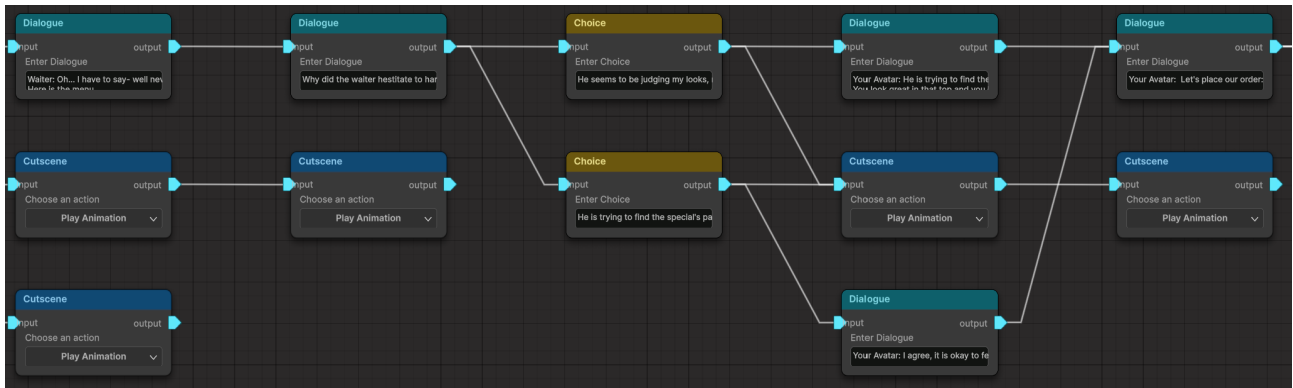 Dialogue
Input output
Enter Dialogue
Waiter: Oh... I have to say- well nev
Here is the menu
Dialogue
Input output
Enter Dialogue
Why did the waiter hestitate to har
Choice
Input output
Enter Choice
He seems to be judging my looks,
Dialogue
Input output
Enter Dialogue
Your Avatar: He is trying to find the
You look great in that top and you
Dialogue
Input output
Enter Dialogue
Your Avatar: Let's place our order:
Cutscene
Input output
Choose an action
Play Animation
Cutscene
Input output
Choose an action
Play Animation
Choice
Input output
Enter Choice
He is trying to find the special's pa
Cutscene
Input output
Choose an action
Play Animation
Cutscene
Input output
Choose an action
Play Animation
Cutscene
Input output
Choose an action
Play Animation
Dialogue
Input output
Enter Dialogue
Your Avatar: I agree, it is okay to fe